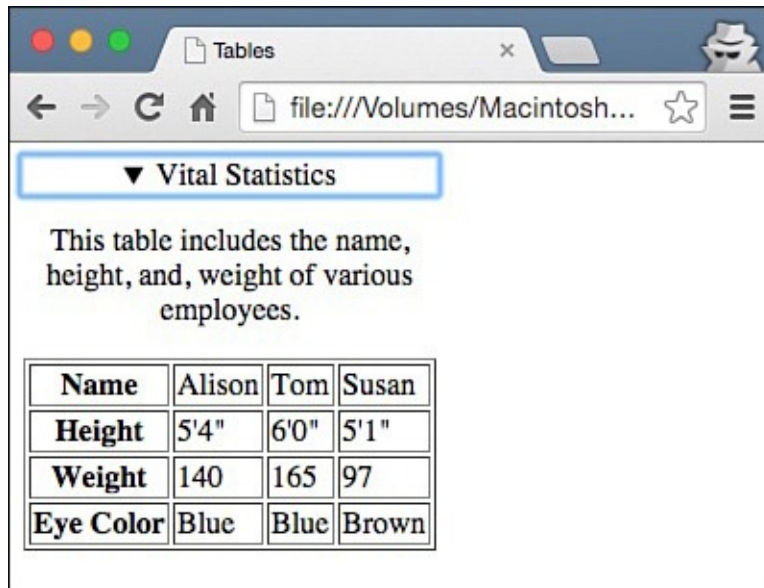 Tables
file:///Volumes/Macintosh...
▼ Vital Statistics
This table includes the name,
height, and, weight of various
employees.
Name Alison Tom Susan
Height 5'4" 6'0" 5'1"
Weight 140 165 97
Eye Color Blue Blue Brown